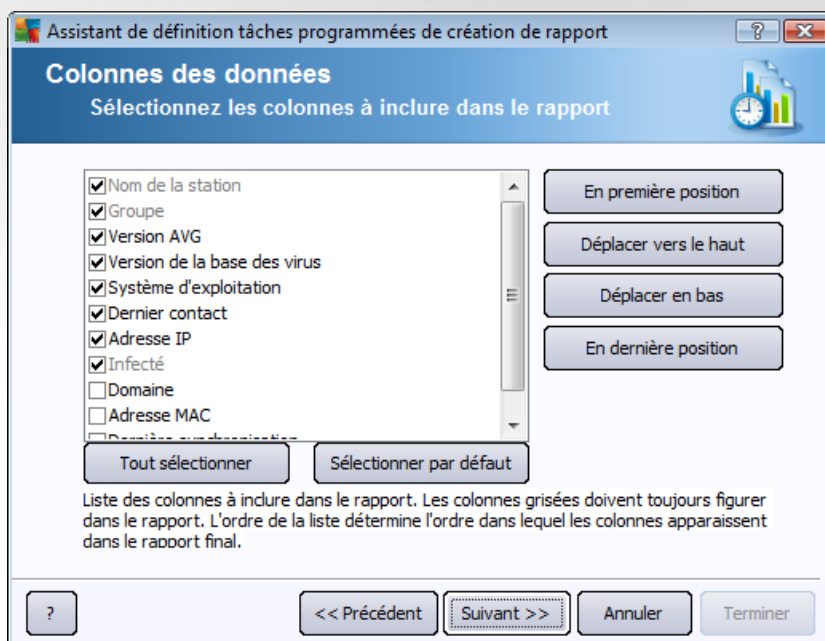 Assistant de définition tâches programmées de création de rapport
Colonnes des données
Sélectionnez les colonnes à inclure dans le rapport
Nom de la station
Groupe
Version AVG
Version de la base des virus
Système d'exploitation
Dernier contact
Adresse IP
Infecté
Domaine
Adresse MAC
Dernière synchronisation
En première position
Déplacer vers le haut
Déplacer en bas
En dernière position
Tout sélectionner
Sélectionner par défaut
Liste des colonnes à inclure dans le rapport. Les colonnes grisées doivent toujours figurer
dans le rapport. L'ordre de la liste détermine l'ordre dans lequel les colonnes apparaissent
dans le rapport final.
?
<< Précédent
Suivant >>
Annuler
Terminer